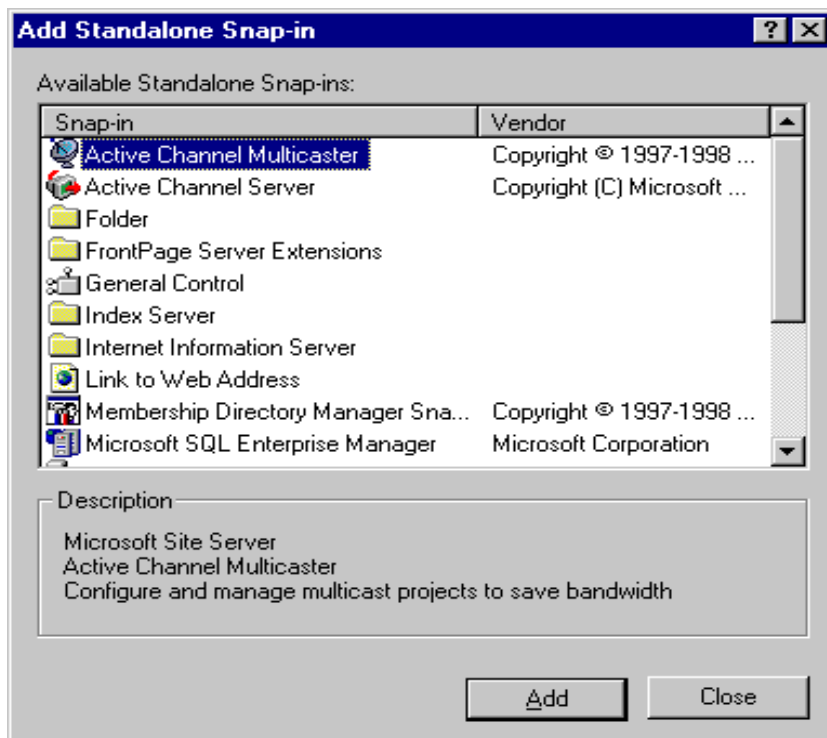 Add Standalone Snap-in
Available Standalone Snap-ins:
Snap-in Vendor
Active Channel Multicaster Copyright © 1997-1998 ...
Active Channel Server Copyright (C) Microsoft ...
Folder
FrontPage Server Extensions
General Control
Index Server
Internet Information Server
Link to Web Address
Membership Directory Manager Sna... Copyright © 1997-1998 ...
Microsoft SQL Enterprise Manager Microsoft Corporation
Description
Microsoft Site Server
Active Channel Multicaster
Configure and manage multicast projects to save bandwidth
Add Close